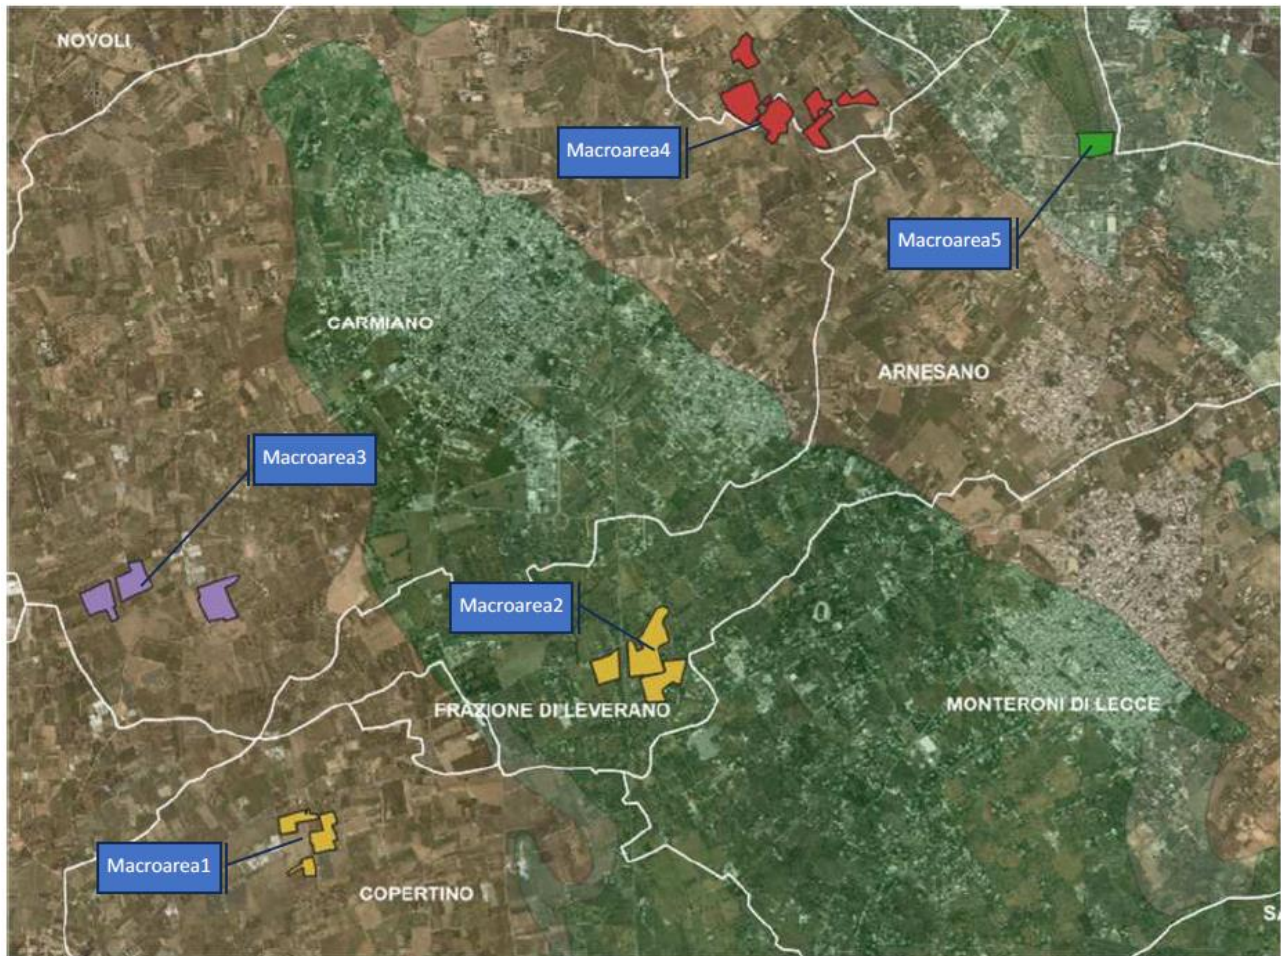 NOVOLI
Macroarea4
Macroarea5
CARMIANO
ARNESANO
Macroarea3
Macroarea2
FRAZIONE DI LEVERANO
MONTERONI DI LECCE
Macroarea1
COPERTINO